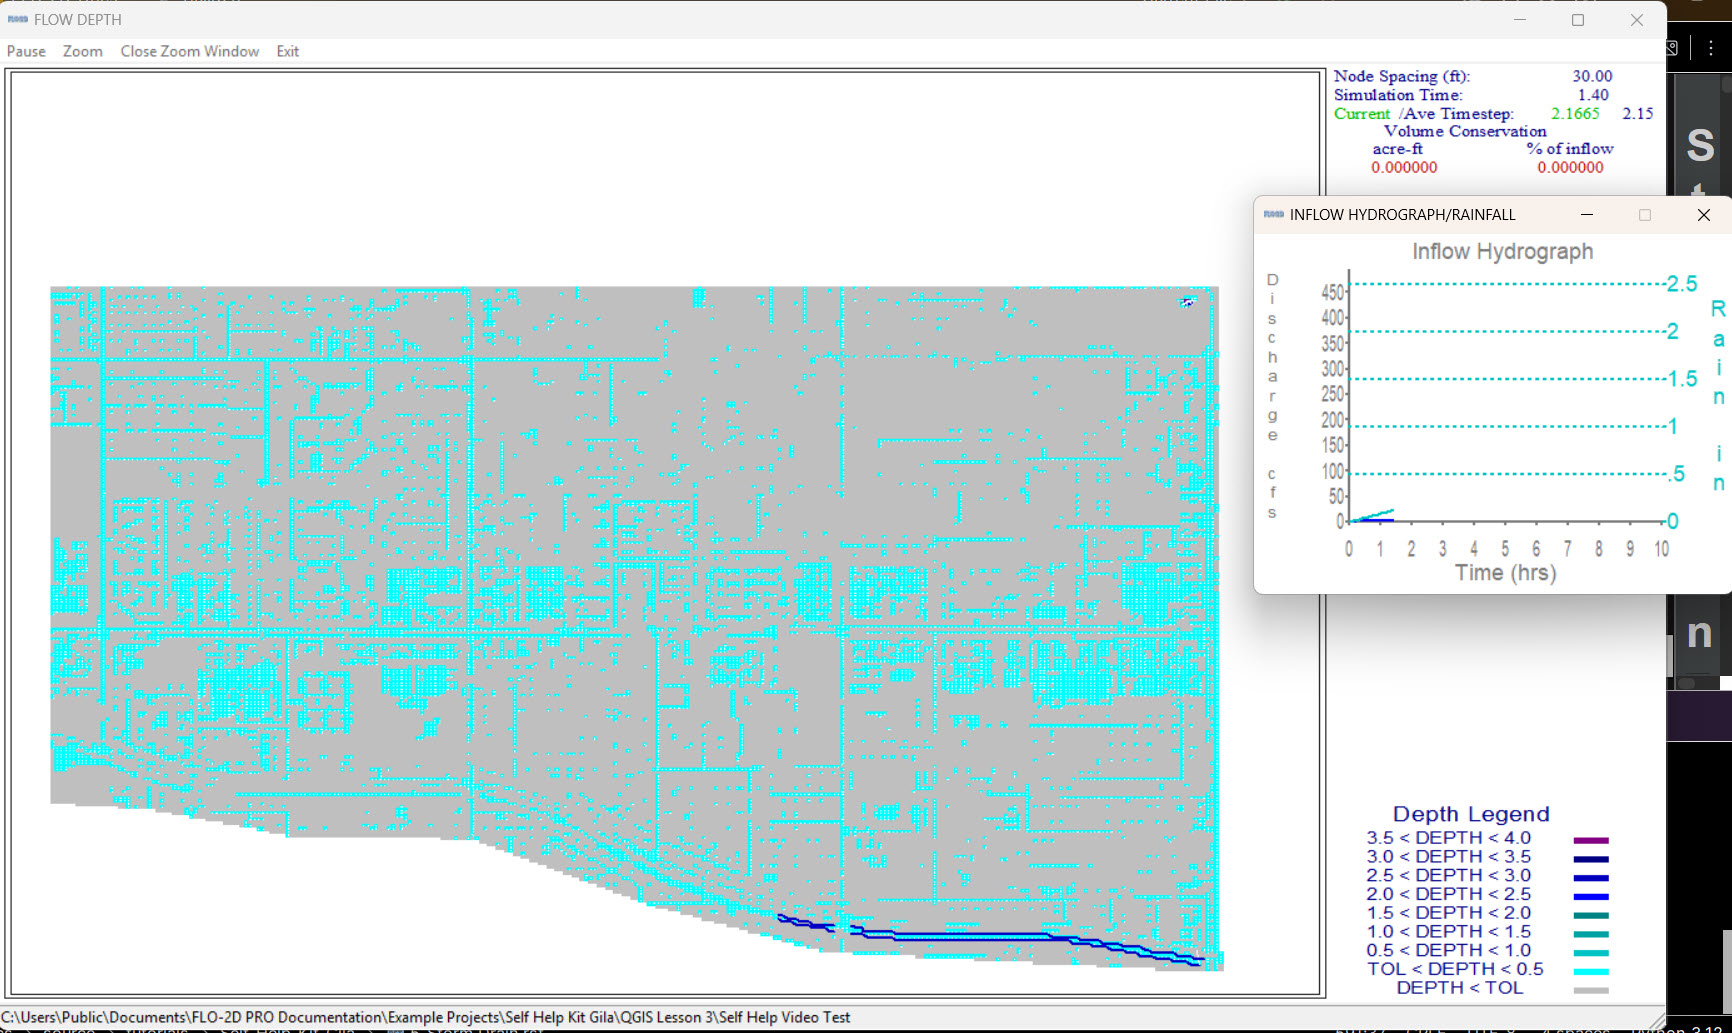 FLOW DEPTH
Pause Zoom Close Zoom Window Exit
Node Spacing (ft): 30.00
Simulation Time: 1.40
Current /Ave Timestep: 2.1665 2.15
Volume Conservation
acre-ft % of inflow
0.000000 0.000000
INFLOW HYDROGRAPH/RAINFALL
Inflow Hydrograph
Discharge cfs
450
400
350
300
250
200
150
100
50
0
2.5
2
1.5
1
.5
0
Rain in
0 1 2 3 4 5 6 7 8 9 10
Time (hrs)
S
t
n
Depth Legend
3.5 < DEPTH < 4.0
3.0 < DEPTH < 3.5
2.5 < DEPTH < 3.0
2.0 < DEPTH < 2.5
1.5 < DEPTH < 2.0
1.0 < DEPTH < 1.5
0.5 < DEPTH < 1.0
TOL < DEPTH < 0.5
DEPTH < TOL
C:\Users\Public\Documents\FLO-2D PRO Documentation\Example Projects\Self Help Kit Gila\QGIS Lesson 3\Self Help Video Test